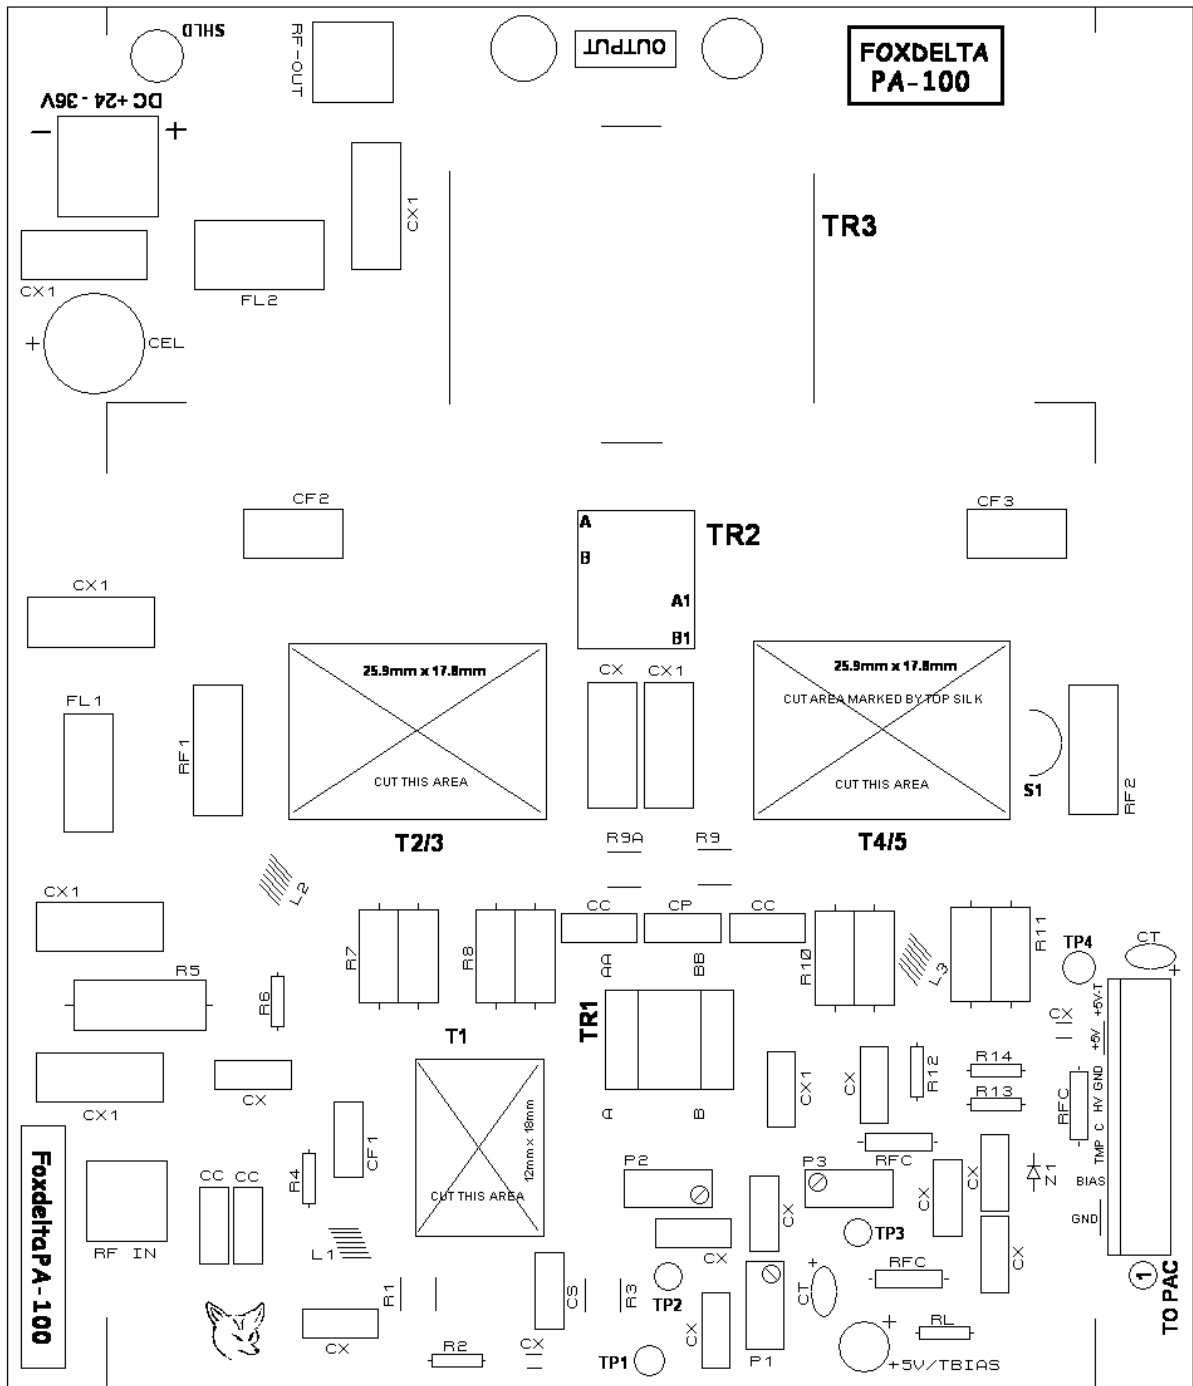 SHLD
RF-OUT
OUTPUT
FOXDELTA
PA-100
DC +24 - 36V
− +
CX1
TR3
CX1
FL2
+ CEL
CF2
CF3
A
B
A1
B1
TR2
CX1
CX CX1
25.9mm x 17.8mm
CUT THIS AREA
25.9mm x 17.8mm
CUT AREA MARKED BY TOP SILK
CUT THIS AREA
FL1
RF1
S1
RF2
T2/3
R9A R9
T4/5
L2
CX1
CC CP CC
R7
R8
AA
BB
R10
L3
R11
TP4
CT
+
R5
R6
T1
TR1
CX
+5V +5V-T
CX1
CX
CF1
12mm x 18mm
CUT THIS AREA
A
B
CX1
CX
R12
R14
R13
RFC
TMP C HV GND
RFC
FoxdeltaPA-100
RF IN
CC CC
R4
L1
P2
P3
CX
CX
CX
CX
CX
N1
BIAS
GND
TP3
R1
CS
R3
TP2
CT
+
RFC
1
TO PAC
CX
R2
CX
TP1
CX
P1
RL
+
+5V/TBIAS